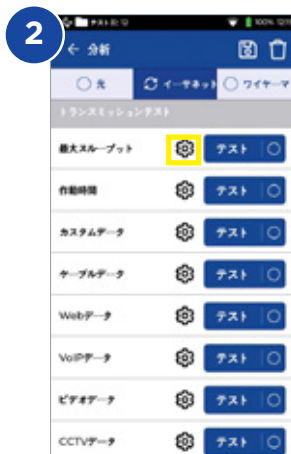 2
100%
← 分析
光 イーサネット ワイヤーマ
トランスミッションテスト
最大スループット テスト
作動時間 テスト
カスタムデータ テスト
ケーブルデータ テスト
Webデータ テスト
VoIPデータ テスト
ビデオデータ テスト
CCTVデータ テスト